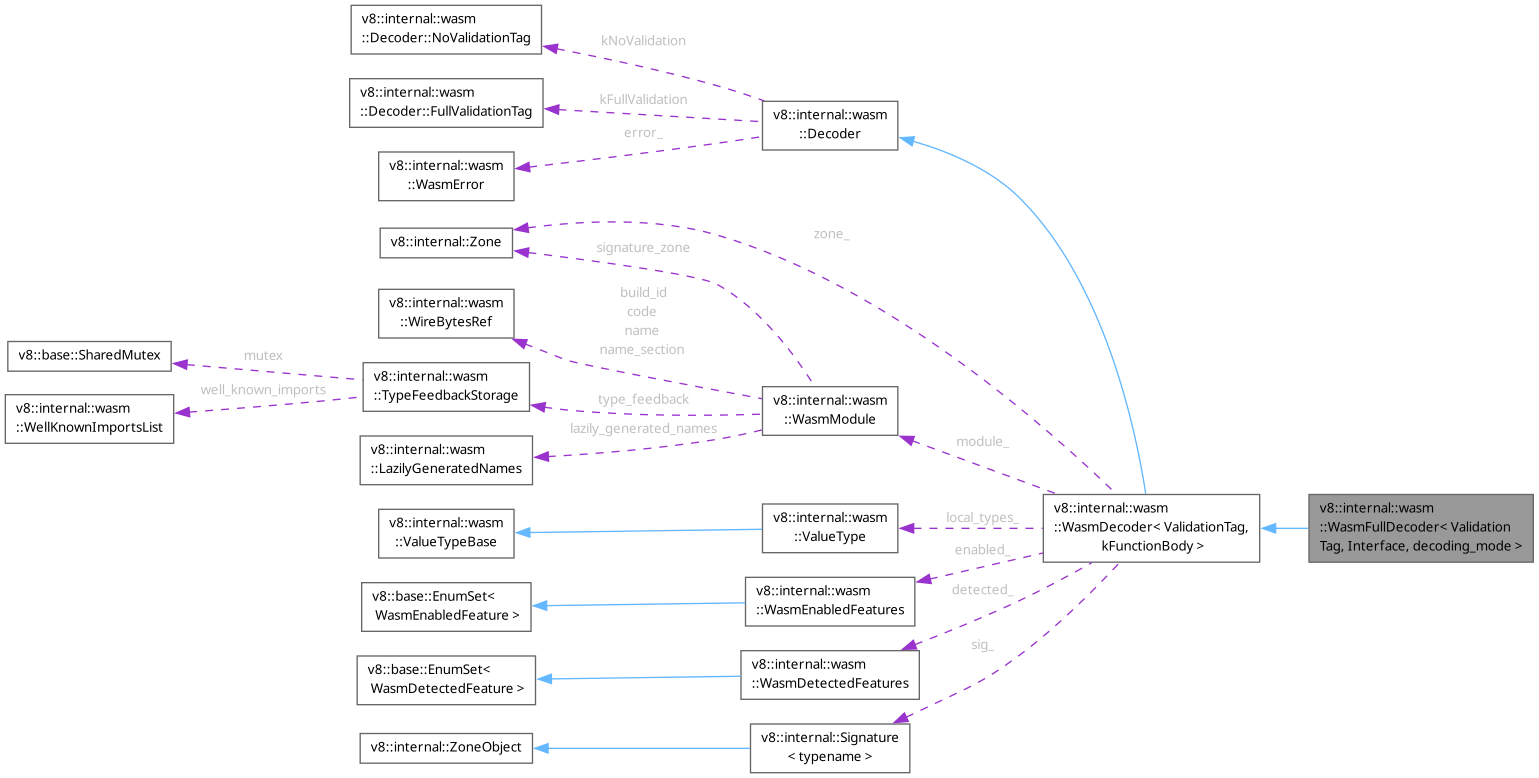 v8::internal::wasm
::Decoder::NoValidationTag
kNoValidation
v8::internal::wasm
::Decoder::FullValidationTag
kFullValidation
v8::internal::wasm
::Decoder
error_
v8::internal::wasm
::WasmError
v8::internal::Zone
zone_
signature_zone
v8::internal::wasm
::WireBytesRef
build_id
code
name
name_section
v8::base::SharedMutex
mutex
v8::internal::wasm
::TypeFeedbackStorage
well_known_imports
v8::internal::wasm
::WellKnownImportsList
type_feedback
v8::internal::wasm
::WasmModule
lazily_generated_names
v8::internal::wasm
::LazilyGeneratedNames
module_
v8::internal::wasm
::ValueTypeBase
v8::internal::wasm
::ValueType
local_types_
v8::internal::wasm
::WasmDecoder< ValidationTag,
kFunctionBody >
v8::internal::wasm
::WasmFullDecoder< Validation
Tag, Interface, decoding_mode >
enabled_
v8::base::EnumSet<
WasmEnabledFeature >
v8::internal::wasm
::WasmEnabledFeatures
detected_
v8::base::EnumSet<
WasmDetectedFeature >
v8::internal::wasm
::WasmDetectedFeatures
sig_
v8::internal::ZoneObject
v8::internal::Signature
< typename >